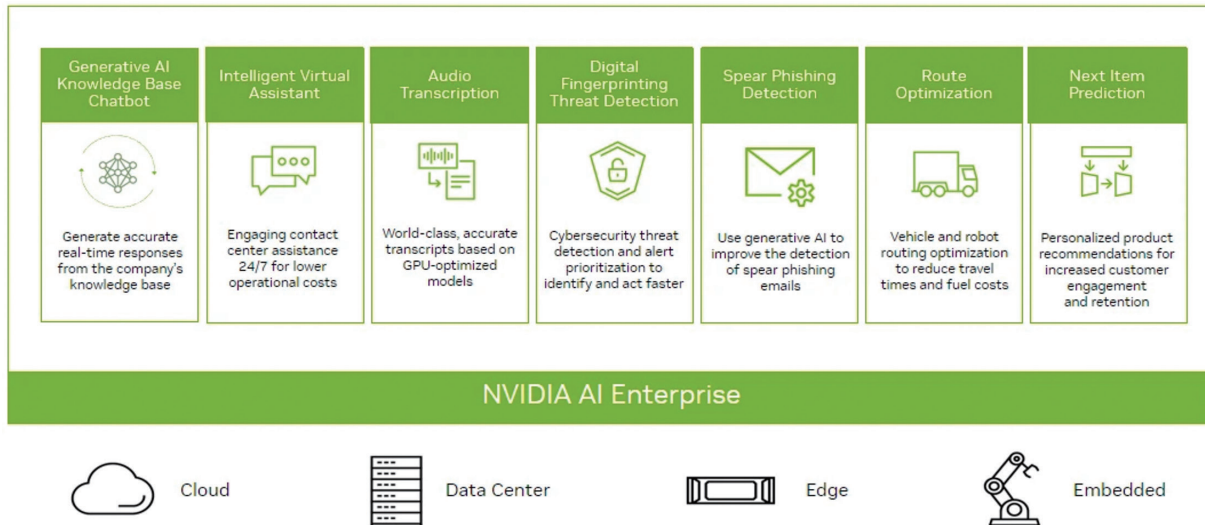 Generative AI
Knowledge Base
Chatbot
Generate accurate
real-time responses
from the company's
knowledge base
Intelligent Virtual
Assistant
Engaging contact
center assistance
24/7 for lower
operational costs
Audio
Transcription
World-class, accurate
transcripts based on
GPU-optimized
models
Digital
Fingerprinting
Threat Detection
Cybersecurity threat
detection and alert
prioritization to
identify and act faster
Spear Phishing
Detection
Use generative AI to
improve the detection
of spear phishing
emails
Route
Optimization
Vehicle and robot
routing optimization
to reduce travel
times and fuel costs
Next Item
Prediction
Personalized product
recommendations for
increased customer
engagement
and retention
NVIDIA AI Enterprise
Cloud
Data Center
Edge
Embedded